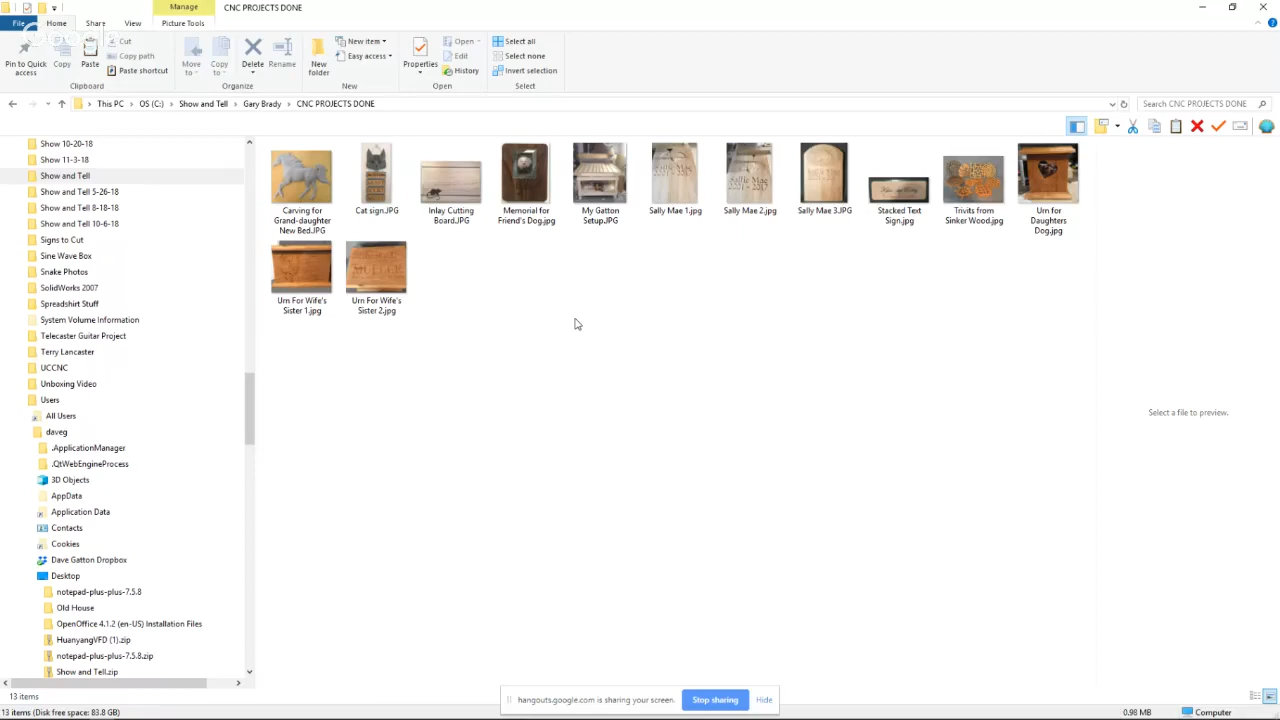 Manage
CNC PROJECTS DONE
File
Home
Share
View
Picture Tools
Pin to Quick access
Copy
Paste
Cut
Copy path
Paste shortcut
Clipboard
Move to
Copy to
Delete
Rename
Organize
New folder
New item
Easy access
New
Properties
Open
Edit
History
Open
Select all
Select none
Invert selection
Select
This PC > OS (C:) > Show and Tell > Gary Brady > CNC PROJECTS DONE
Search CNC PROJECTS DONE
Show 10-20-18
Show 11-3-18
Show and Tell
Show and Tell 5-26-18
Show and Tell 8-18-18
Show and Tell 10-6-18
Signs to Cut
Sine Wave Box
Snake Photos
SolidWorks 2007
Spreadshirt Stuff
System Volume Information
Telecaster Guitar Project
Terry Lancaster
UCCNC
Unboxing Video
Users
All Users
daveg
.ApplicationManager
.QtWebEngineProcess
3D Objects
AppData
Application Data
Contacts
Cookies
Dave Gatton Dropbox
Desktop
notepad-plus-plus-7.5.8
Old House
OpenOffice 4.1.2 (en-US) Installation Files
HuanyangVFD (1).zip
notepad-plus-plus-7.5.8.zip
Show and Tell.zip
Carving for Grand-daughter New Bed.JPG
Cat sign.JPG
Inlay Cutting Board.JPG
Memorial for Friend's Dog.jpg
My Gatton Setup.JPG
Sally Mae 1.jpg
Sally Mae 2.jpg
Sally Mae 3.JPG
Stacked Text Sign.jpg
Trivits from Sinker Wood.jpg
Urn for Daughters Dog.jpg
Urn For Wife's Sister 1.jpg
Urn For Wife's Sister 2.jpg
Select a file to preview.
13 items
hangouts.google.com is sharing your screen.
Stop sharing
Hide
13 items (Disk free space: 83.8 GB)
0.98 MB
Computer